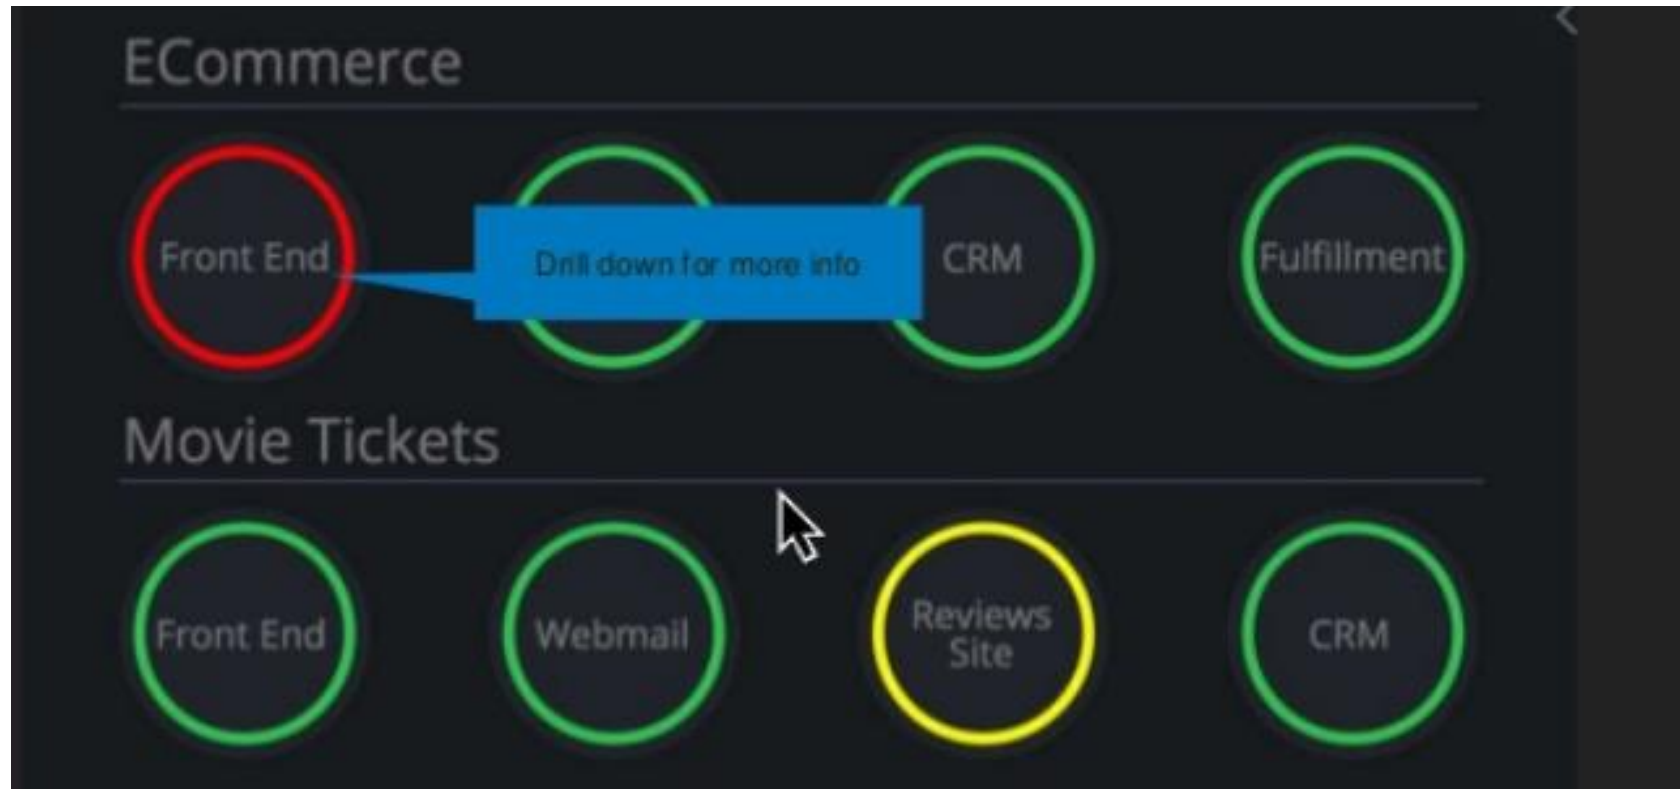 ECommerce
Front End
Drill down for more info
CRM
Fulfillment
Movie Tickets
Front End
Webmail
Reviews
Site
CRM